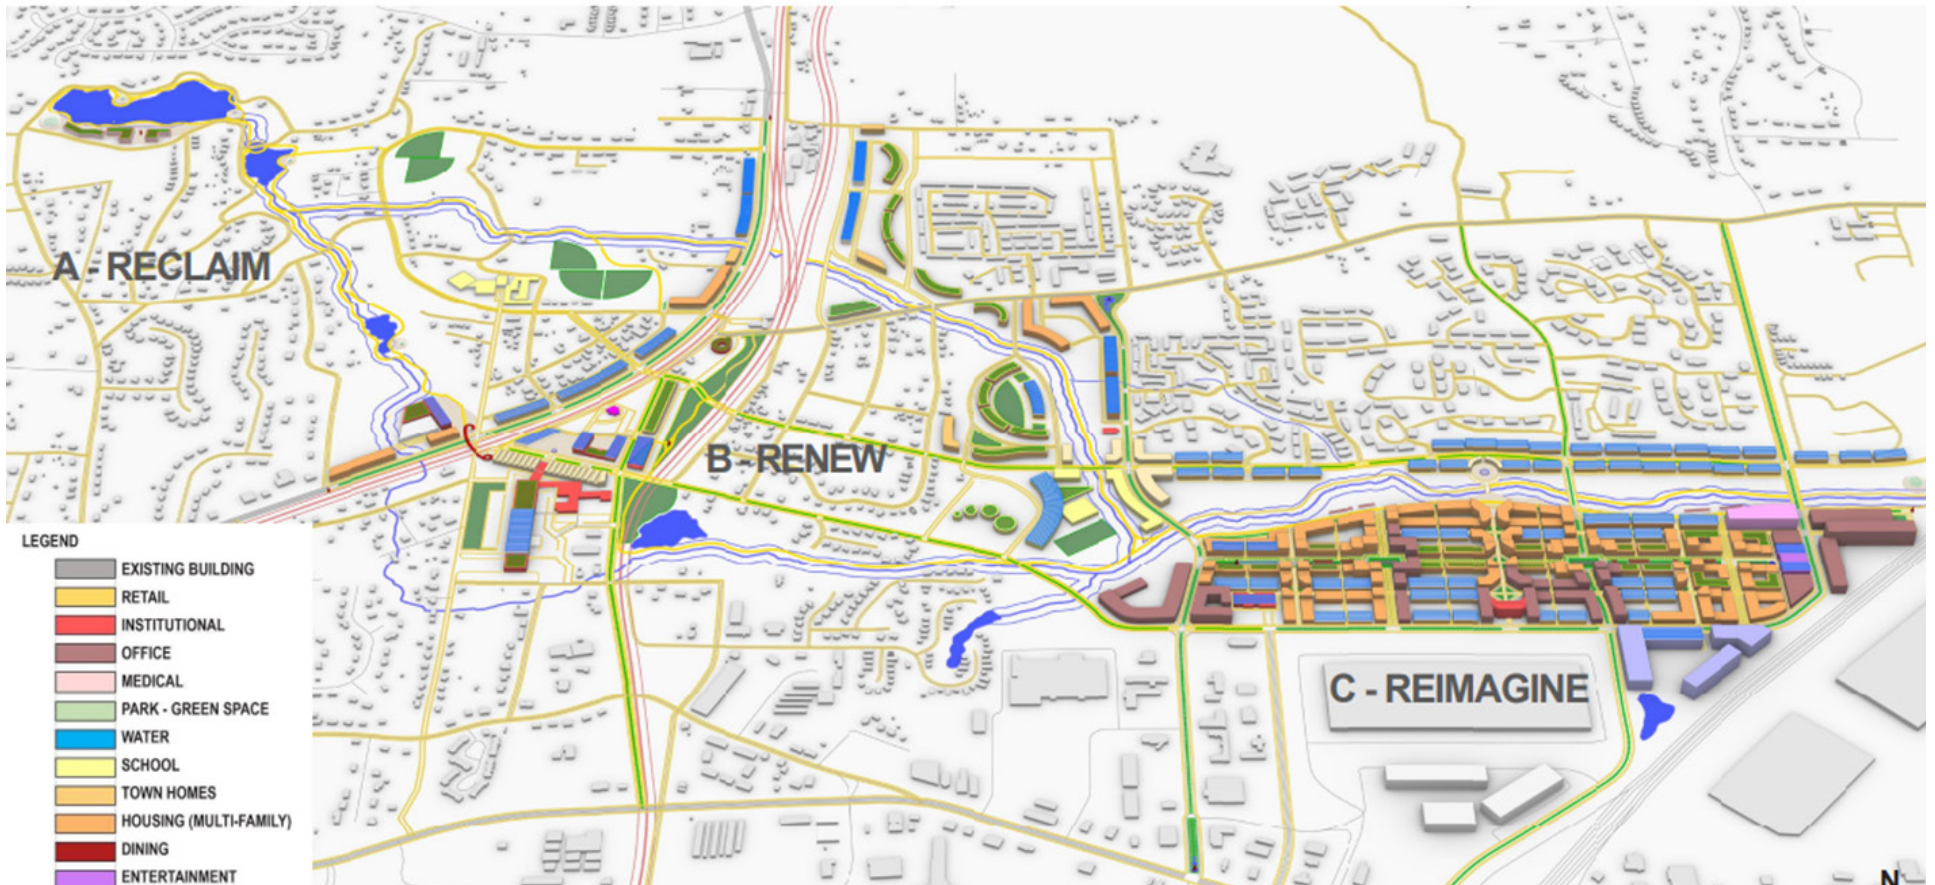 A - RECLAIM
B - RENEW
C - REIMAGINE
LEGEND
EXISTING BUILDING
RETAIL
INSTITUTIONAL
OFFICE
MEDICAL
PARK - GREEN SPACE
WATER
SCHOOL
TOWN HOMES
HOUSING (MULTI-FAMILY)
DINING
ENTERTAINMENT
N